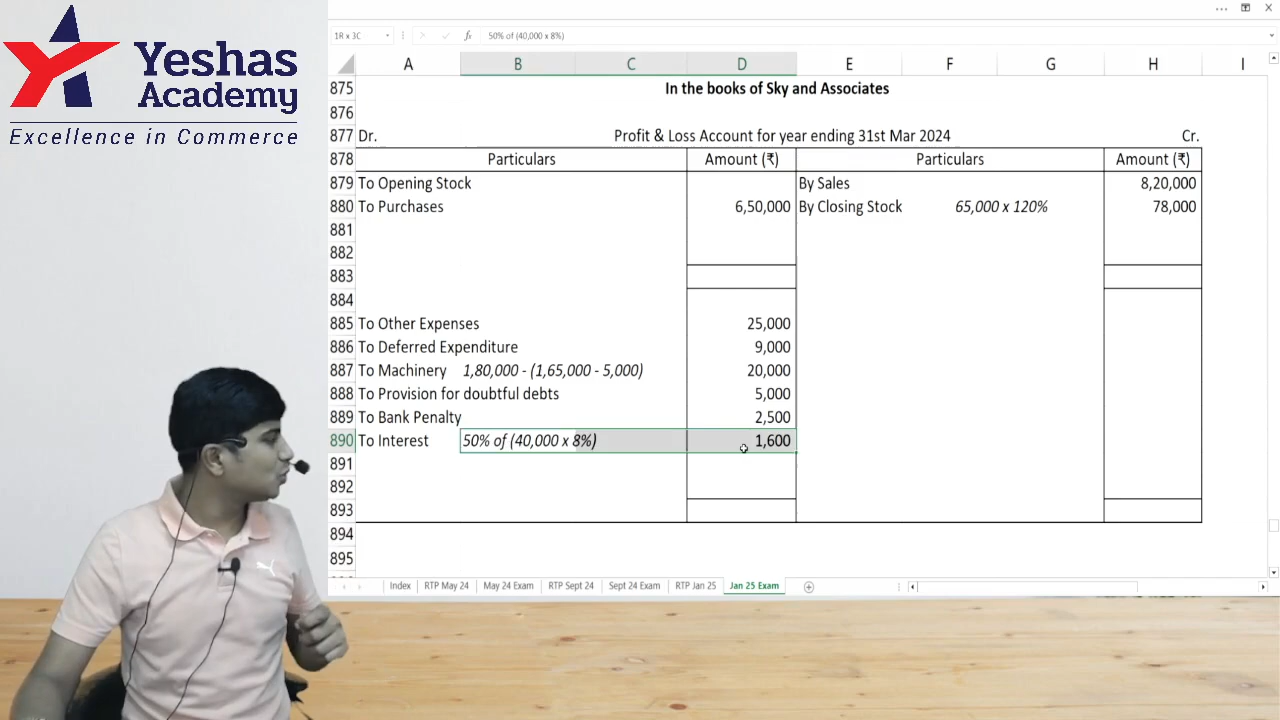 Yeshas
Academy
Excellence in Commerce
1R x 3C fx 50% of (40,000 x 8%)
A B C D E F G H I
875 In the books of Sky and Associates
876
877 Dr. Profit & Loss Account for year ending 31st Mar 2024 Cr.
878 Particulars Amount (₹) Particulars Amount (₹)
879 To Opening Stock By Sales 8,20,000
880 To Purchases 6,50,000 By Closing Stock 65,000 x 120% 78,000
881
882
883
884
885 To Other Expenses 25,000
886 To Deferred Expenditure 9,000
887 To Machinery 1,80,000 - (1,65,000 - 5,000) 20,000
888 To Provision for doubtful debts 5,000
889 To Bank Penalty 2,500
890 To Interest 50% of (40,000 x 8%) 1,600
891
892
893
894
895
Index RTP May 24 May 24 Exam RTP Sept 24 Sept 24 Exam RTP Jan 25 Jan 25 Exam